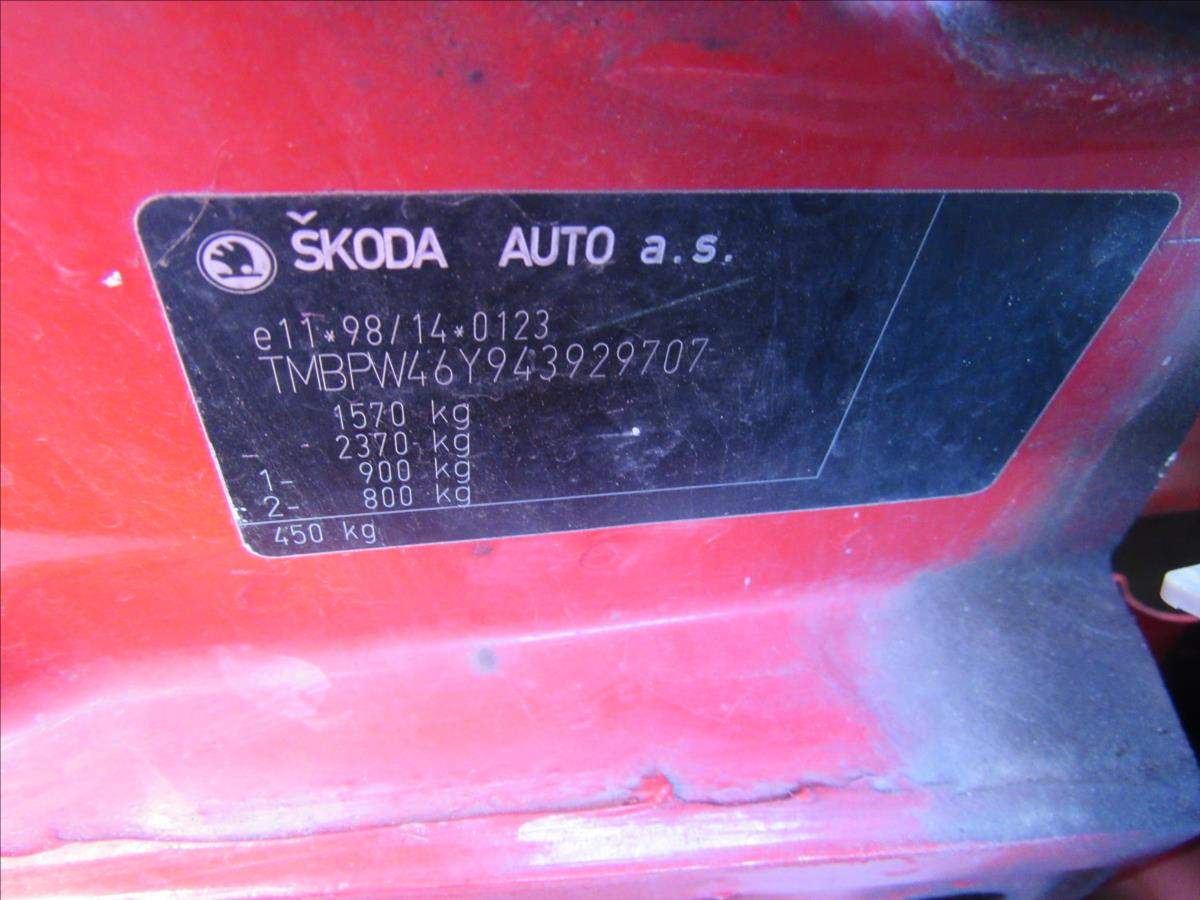 ŠKODA AUTO a.s.
e11*98/14*0123
TMBPW46Y943929707
1570 kg
- 2370 kg
1- 900 kg
2- 800 kg
450 kg